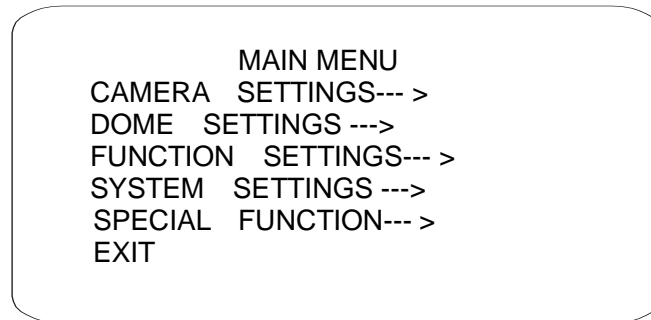 MAIN MENU
CAMERA SETTINGS--- >
DOME SETTINGS --->
FUNCTION SETTINGS--- >
SYSTEM SETTINGS --->
SPECIAL FUNCTION--- >
EXIT